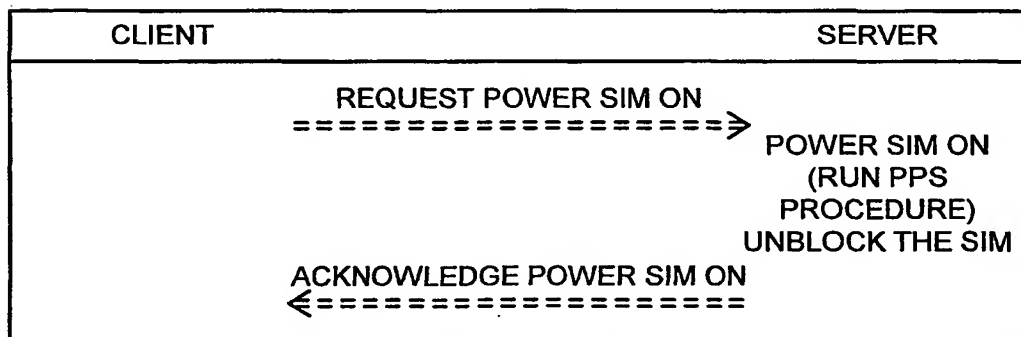 CLIENT SERVER
REQUEST POWER SIM ON
POWER SIM ON
(RUN PPS
PROCEDURE)
UNBLOCK THE SIM
ACKNOWLEDGE POWER SIM ON